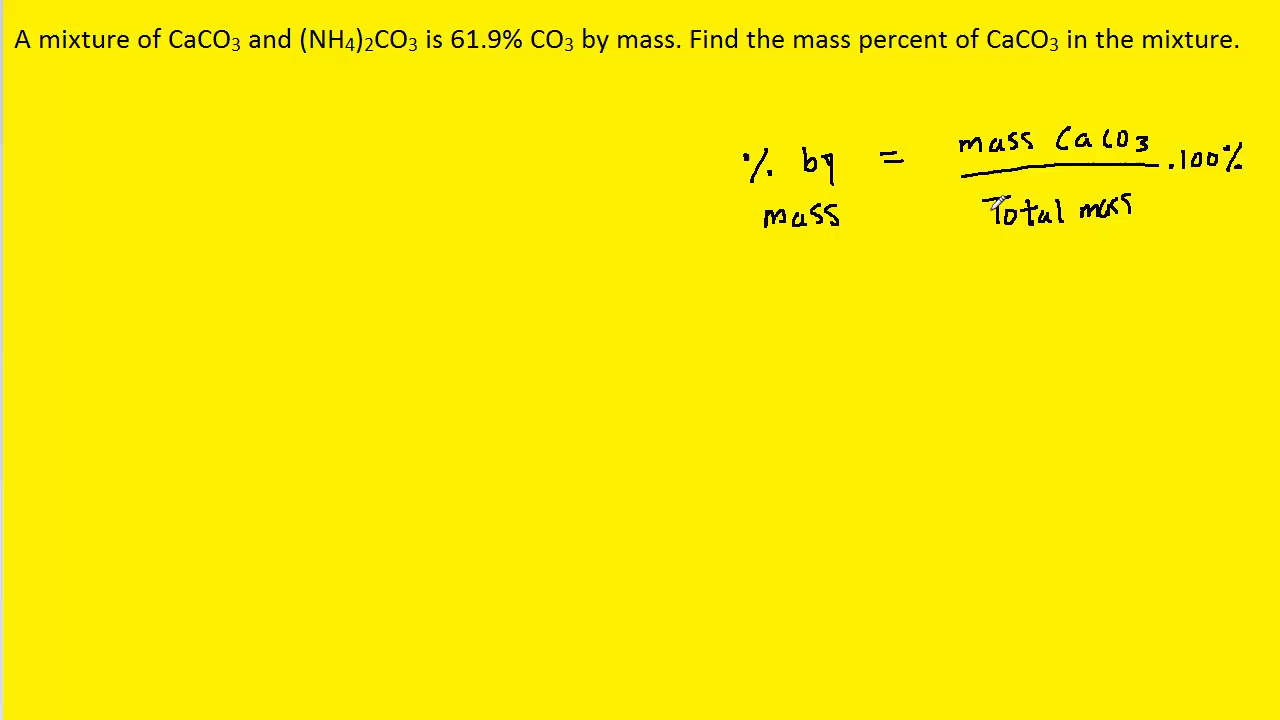 A mixture of CaCO₃ and (NH₄)₂CO₃ is 61.9% CO₃ by mass. Find the mass percent of CaCO₃ in the mixture.
% by = mass CaCO₃ .100%
mass Total mass